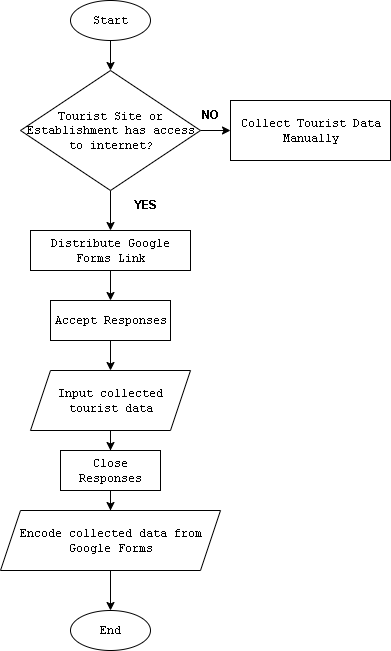 Start
Tourist Site or
Establishment has access
to internet?
NO
Collect Tourist Data
Manually
YES
Distribute Google
Forms Link
Accept Responses
Input collected
tourist data
Close
Responses
Encode collected data from
Google Forms
End